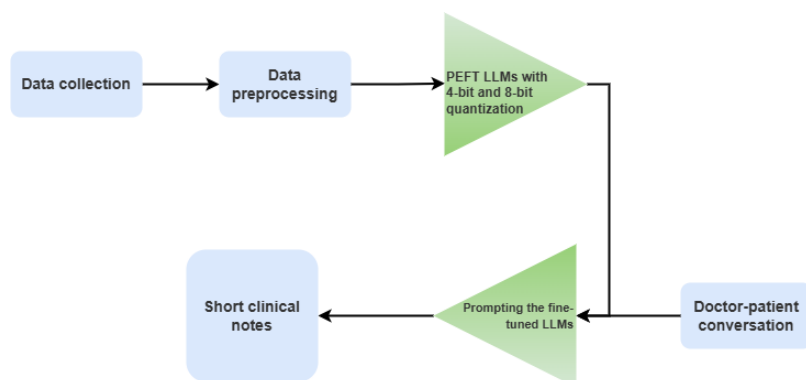 Data collection
Data
preprocessing
PEFT LLMs with
4-bit and 8-bit
quantization
Short clinical
notes
Prompting the fine-
tuned LLMs
Doctor-patient
conversation